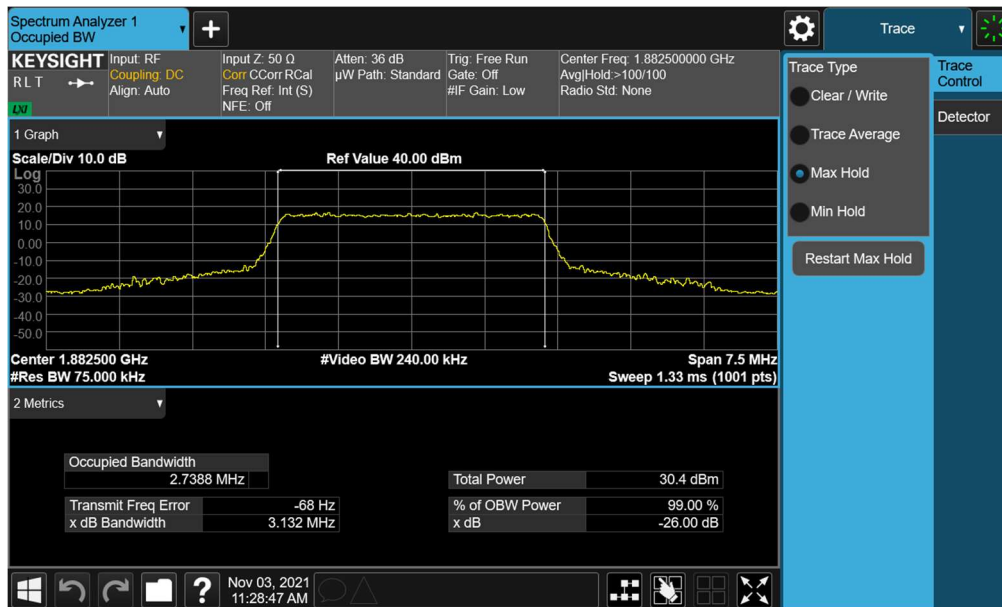 Spectrum Analyzer 1
Occupied BW
+
Trace
KEYSIGHT
RLT
LXI
Input: RF
Coupling: DC
Align: Auto
Input Z: 50 Ω
Corr CCorr RCal
Freq Ref: Int (S)
NFE: Off
Atten: 36 dB
µW Path: Standard
Trig: Free Run
Gate: Off
#IF Gain: Low
Center Freq: 1.882500000 GHz
Avg|Hold:>100/100
Radio Std: None
Trace Type
Clear / Write
Trace Average
Max Hold
Min Hold
Restart Max Hold
Trace
Control
Detector
1 Graph
Scale/Div 10.0 dB
Ref Value 40.00 dBm
Log
30.0
20.0
10.0
0.00
-10.0
-20.0
-30.0
-40.0
-50.0
Center 1.882500 GHz
#Video BW 240.00 kHz
Span 7.5 MHz
#Res BW 75.000 kHz
Sweep 1.33 ms (1001 pts)
2 Metrics
Occupied Bandwidth
2.7388 MHz
Total Power 30.4 dBm
Transmit Freq Error -68 Hz
% of OBW Power 99.00 %
x dB Bandwidth 3.132 MHz
x dB -26.00 dB
?
Nov 03, 2021
11:28:47 AM